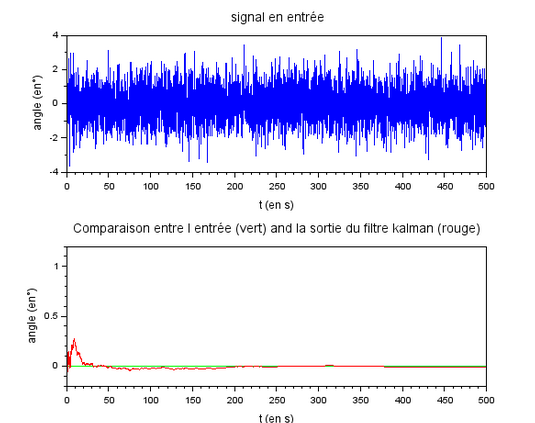 signal en entrée
4
2
0
-2
-4
angle (en°)
0 50 100 150 200 250 300 350 400 450 500
t (en s)
Comparaison entre l entrée (vert) and la sortie du filtre kalman (rouge)
1
0.5
0
angle (en°)
0 50 100 150 200 250 300 350 400 450 500
t (en s)